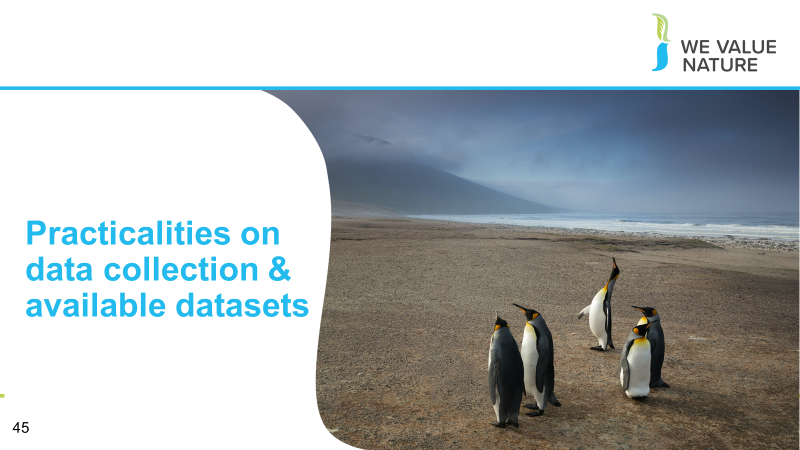 WE VALUE
NATURE
Practicalities on
data collection &
available datasets
45